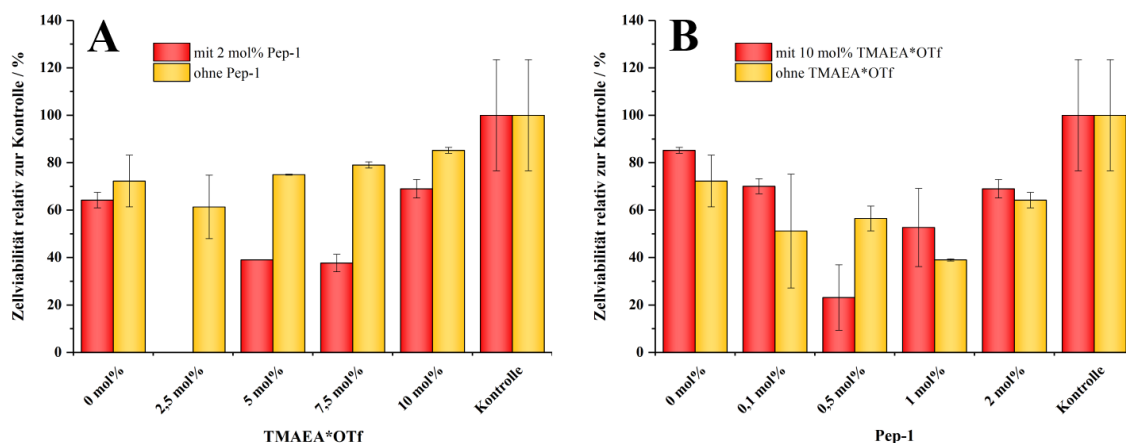 A
mit 2 mol% Pep-1
ohne Pep-1
Zellviabilität relativ zur Kontrolle / %
140
120
100
80
60
40
20
0
0 mol%
2,5 mol%
5 mol%
7,5 mol%
10 mol%
Kontrolle
TMAEA*OTf
B
mit 10 mol% TMAEA*OTf
ohne TMAEA*OTf
Zellviabilität relativ zur Kontrolle / %
140
120
100
80
60
40
20
0
0 mol%
0,1 mol%
0,5 mol%
1 mol%
2 mol%
Kontrolle
Pep-1